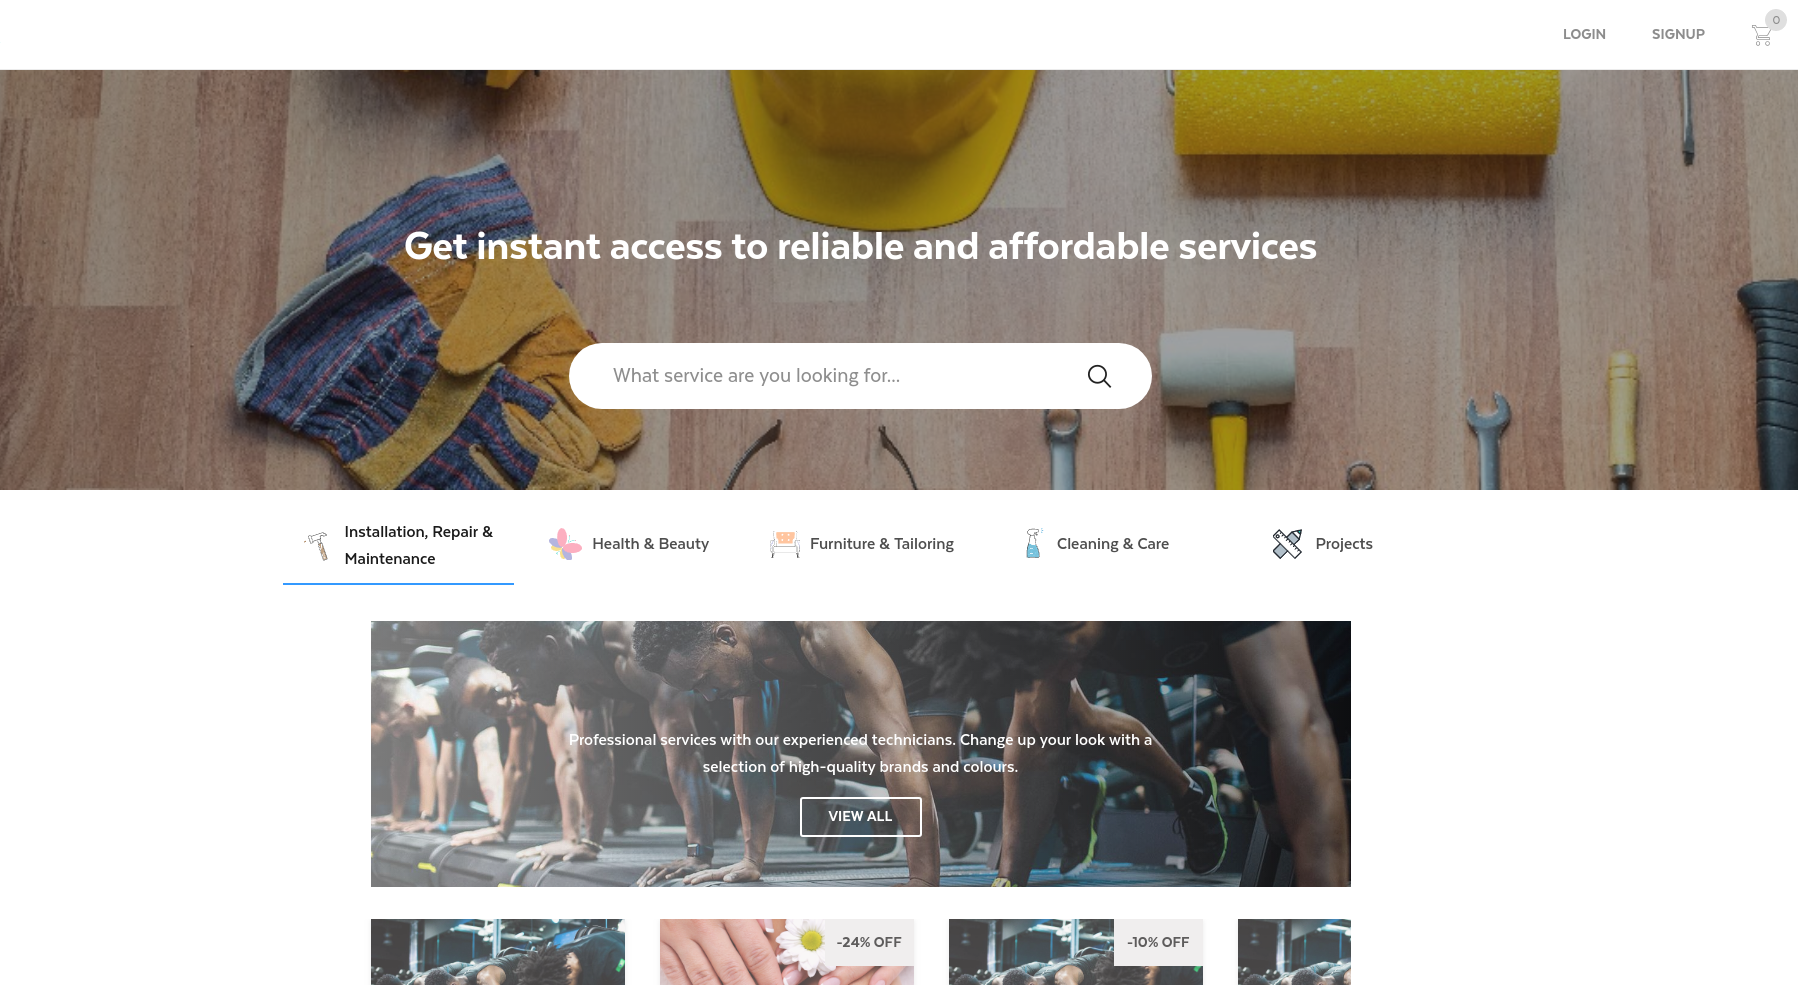 LOGIN
SIGNUP
0
Get instant access to reliable and affordable services
What service are you looking for...
Installation, Repair &
Maintenance
Health & Beauty
Furniture & Tailoring
Cleaning & Care
Projects
Professional services with our experienced technicians. Change up your look with a
selection of high-quality brands and colours.
VIEW ALL
-24% OFF
-10% OFF